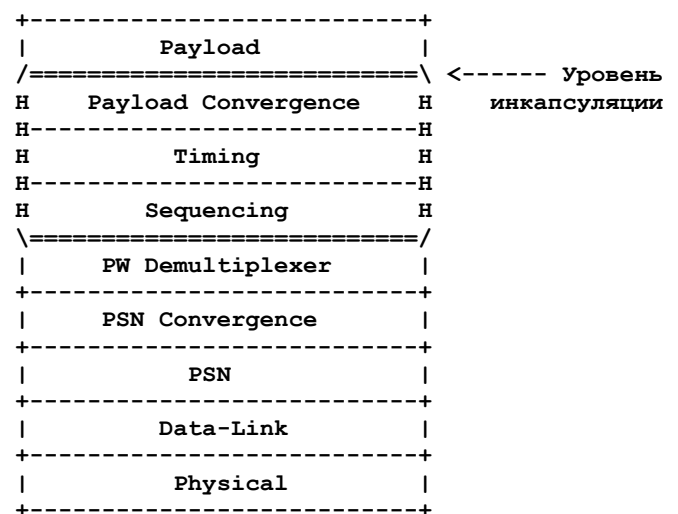 +---------------------------+
|         Payload           |
/===========================\ <------ Уровень
H    Payload Convergence    H    инкапсуляции
H---------------------------H
H          Timing           H
H---------------------------H
H        Sequencing         H
\===========================/
|     PW Demultiplexer      |
+---------------------------+
|     PSN Convergence       |
+---------------------------+
|           PSN             |
+---------------------------+
|         Data-Link         |
+---------------------------+
|          Physical         |
+---------------------------+